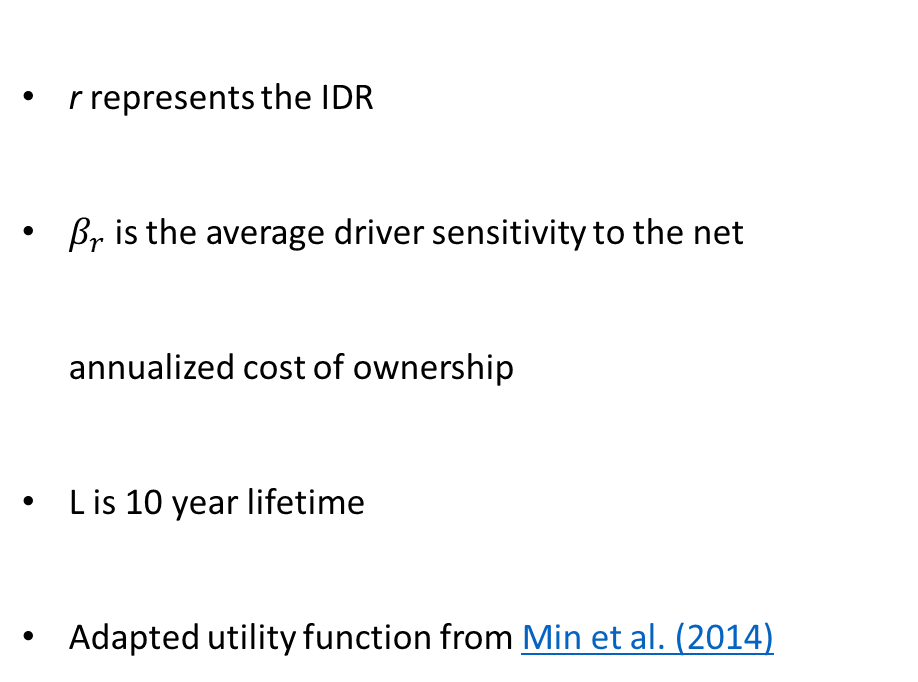 • r represents the IDR
• 𝛽𝑟 is the average driver sensitivity to the net
annualized cost of ownership
• L is 10 year lifetime
• Adapted utility function from Min et al. (2014)